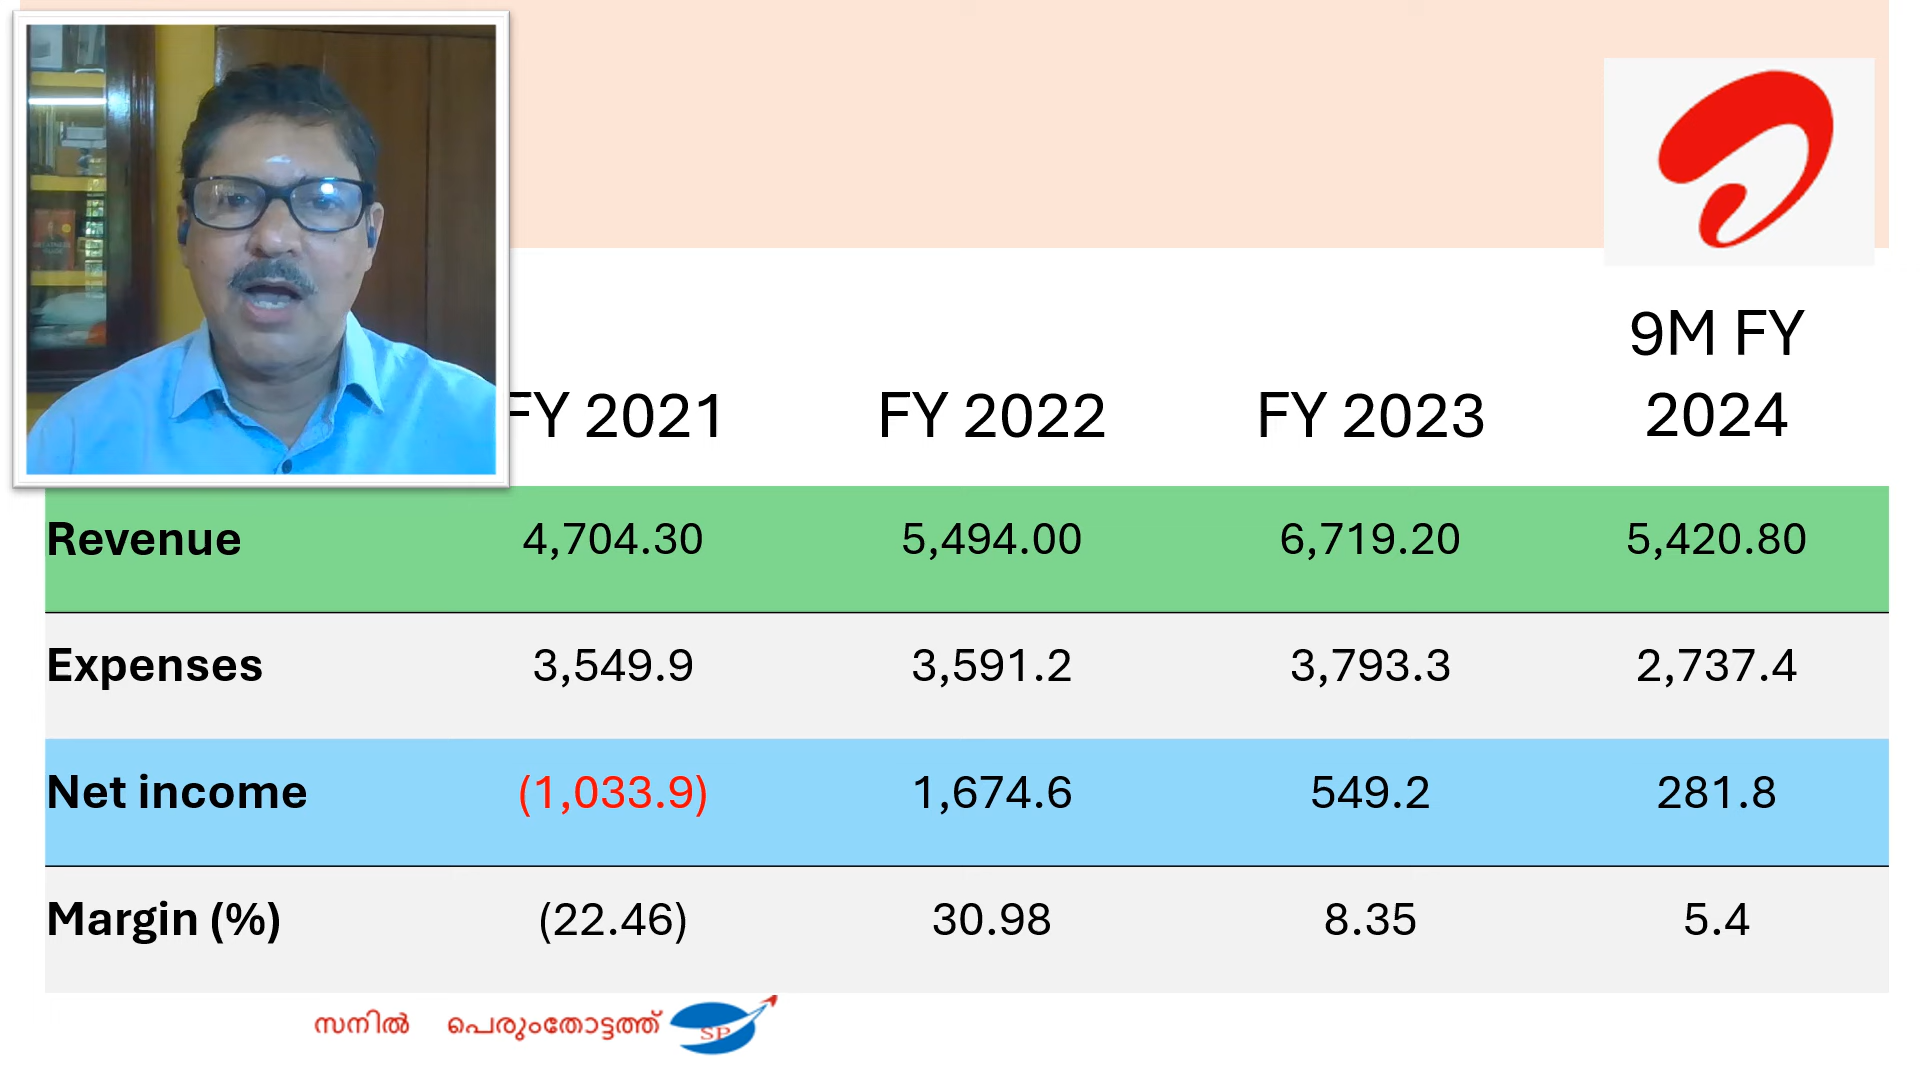 9M FY
FY 2021 FY 2022 FY 2023 2024
Revenue 4,704.30 5,494.00 6,719.20 5,420.80
Expenses 3,549.9 3,591.2 3,793.3 2,737.4
Net income (1,033.9) 1,674.6 549.2 281.8
Margin (%) (22.46) 30.98 8.35 5.4
സനിൽ പെരുംതോട്ടത്ത് SP